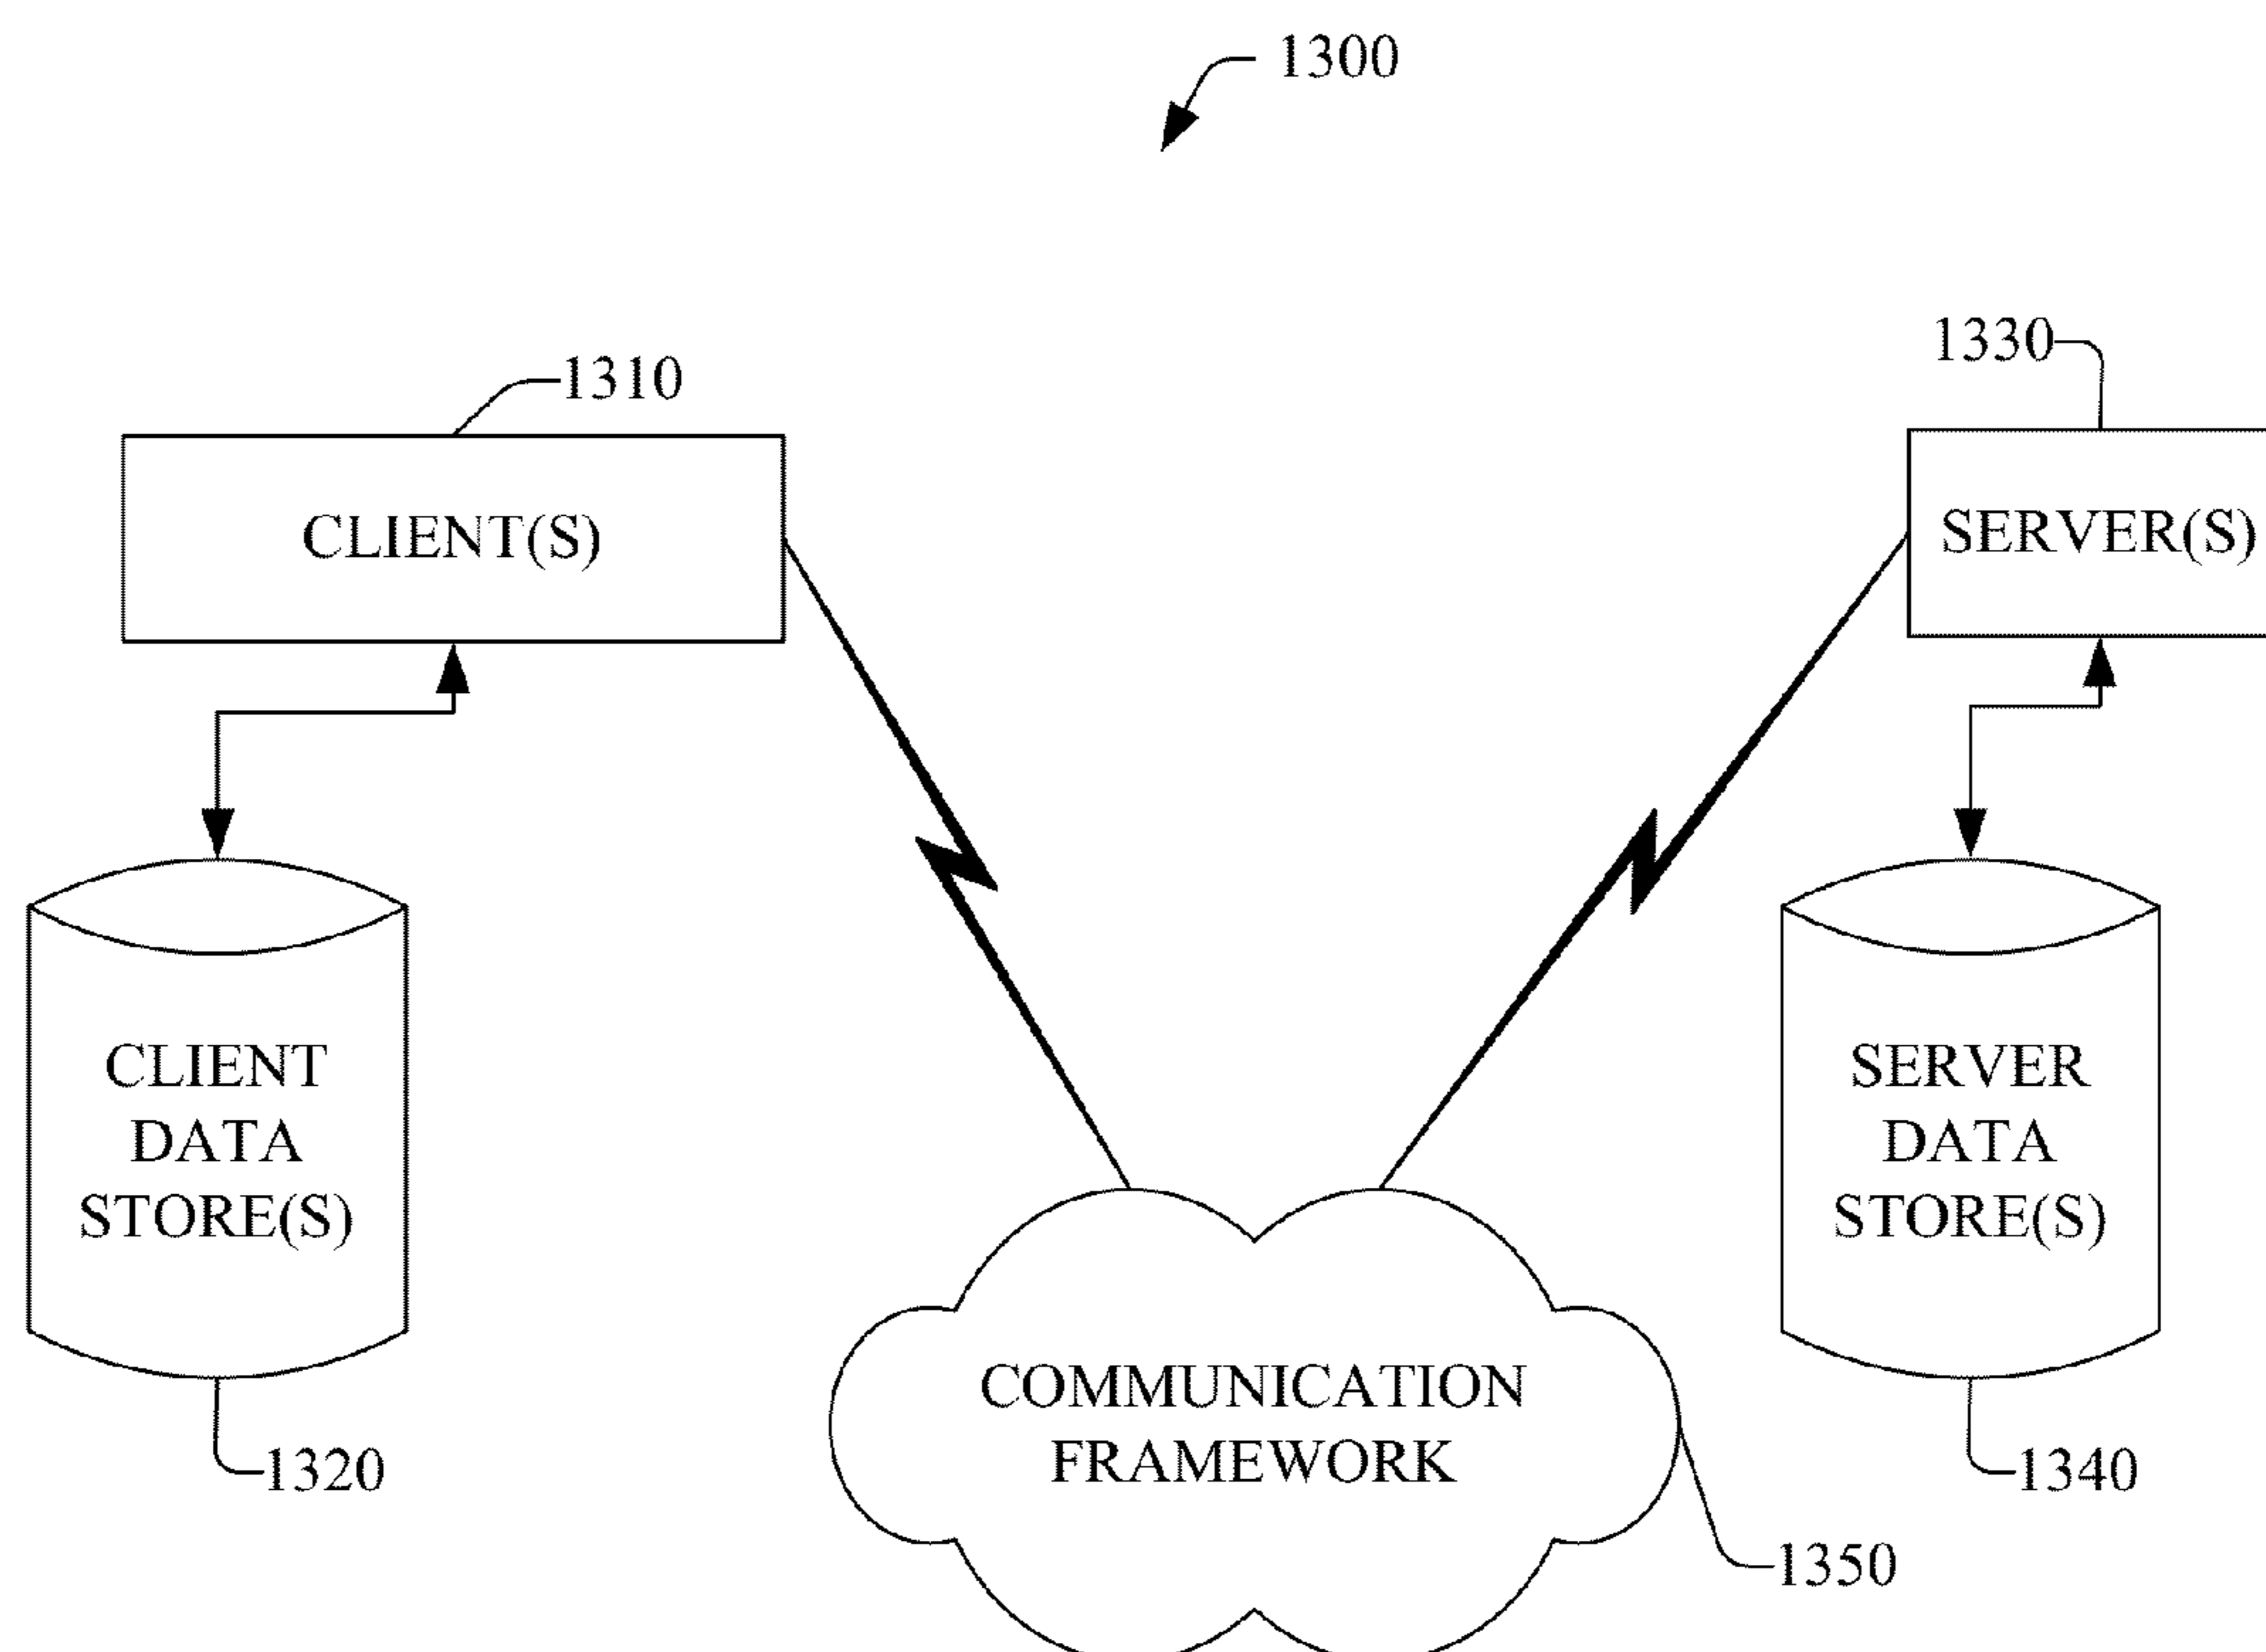 1300
1310
1330
CLIENT(S)
SERVER(S)
CLIENT
DATA
STORE(S)
SERVER
DATA
STORE(S)
COMMUNICATION
FRAMEWORK
1320
1340
1350